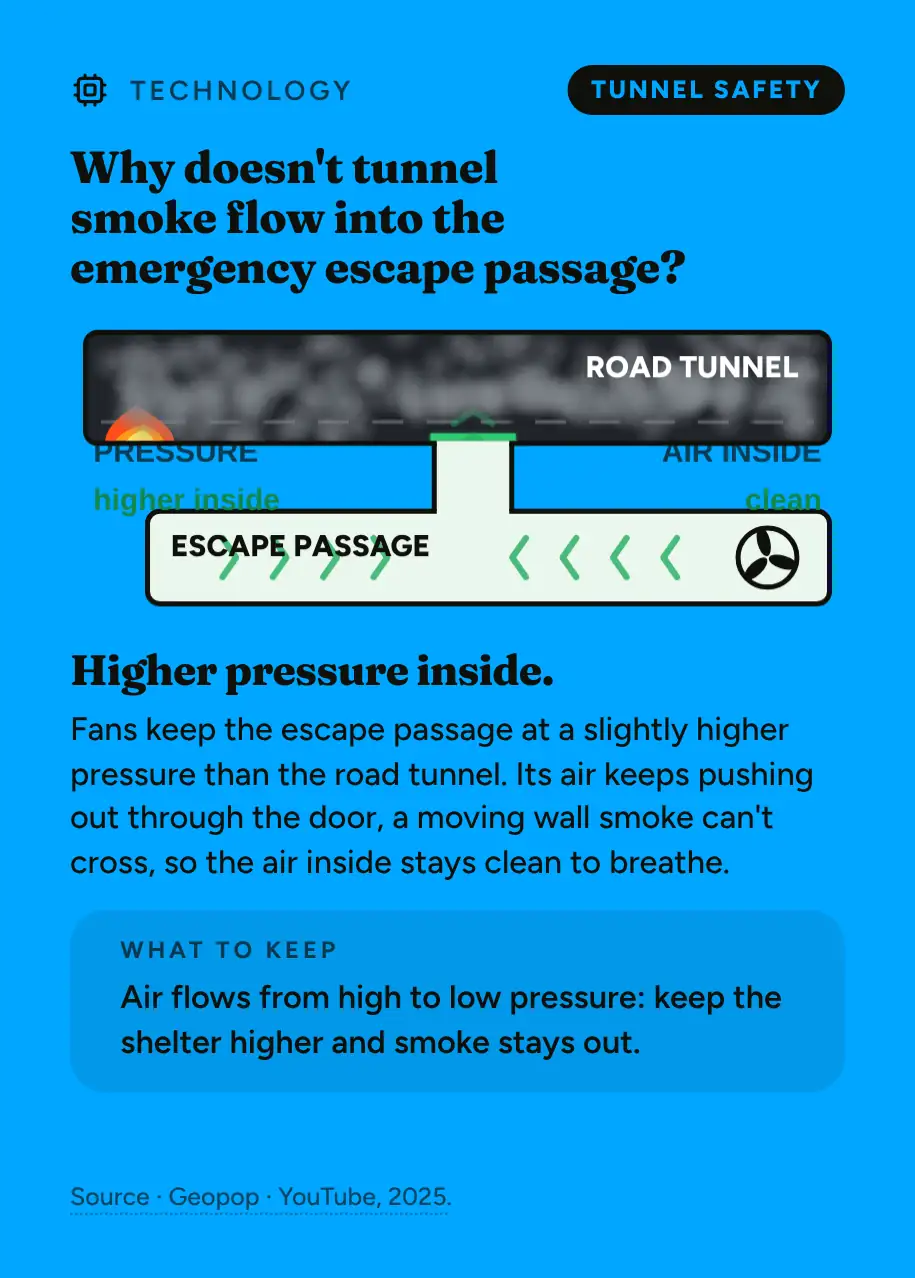 TECHNOLOGY
TUNNEL SAFETY
Why doesn't tunnel
smoke flow into the
emergency escape passage?
ROAD TUNNEL
PRESSURE
AIR INSIDE
higher inside
clean
ESCAPE PASSAGE
Higher pressure inside.
Fans keep the escape passage at a slightly higher
pressure than the road tunnel. Its air keeps pushing
out through the door, a moving wall smoke can't
cross, so the air inside stays clean to breathe.
WHAT TO KEEP
Air flows from high to low pressure: keep the
shelter higher and smoke stays out.
Source · Geopop · YouTube, 2025.